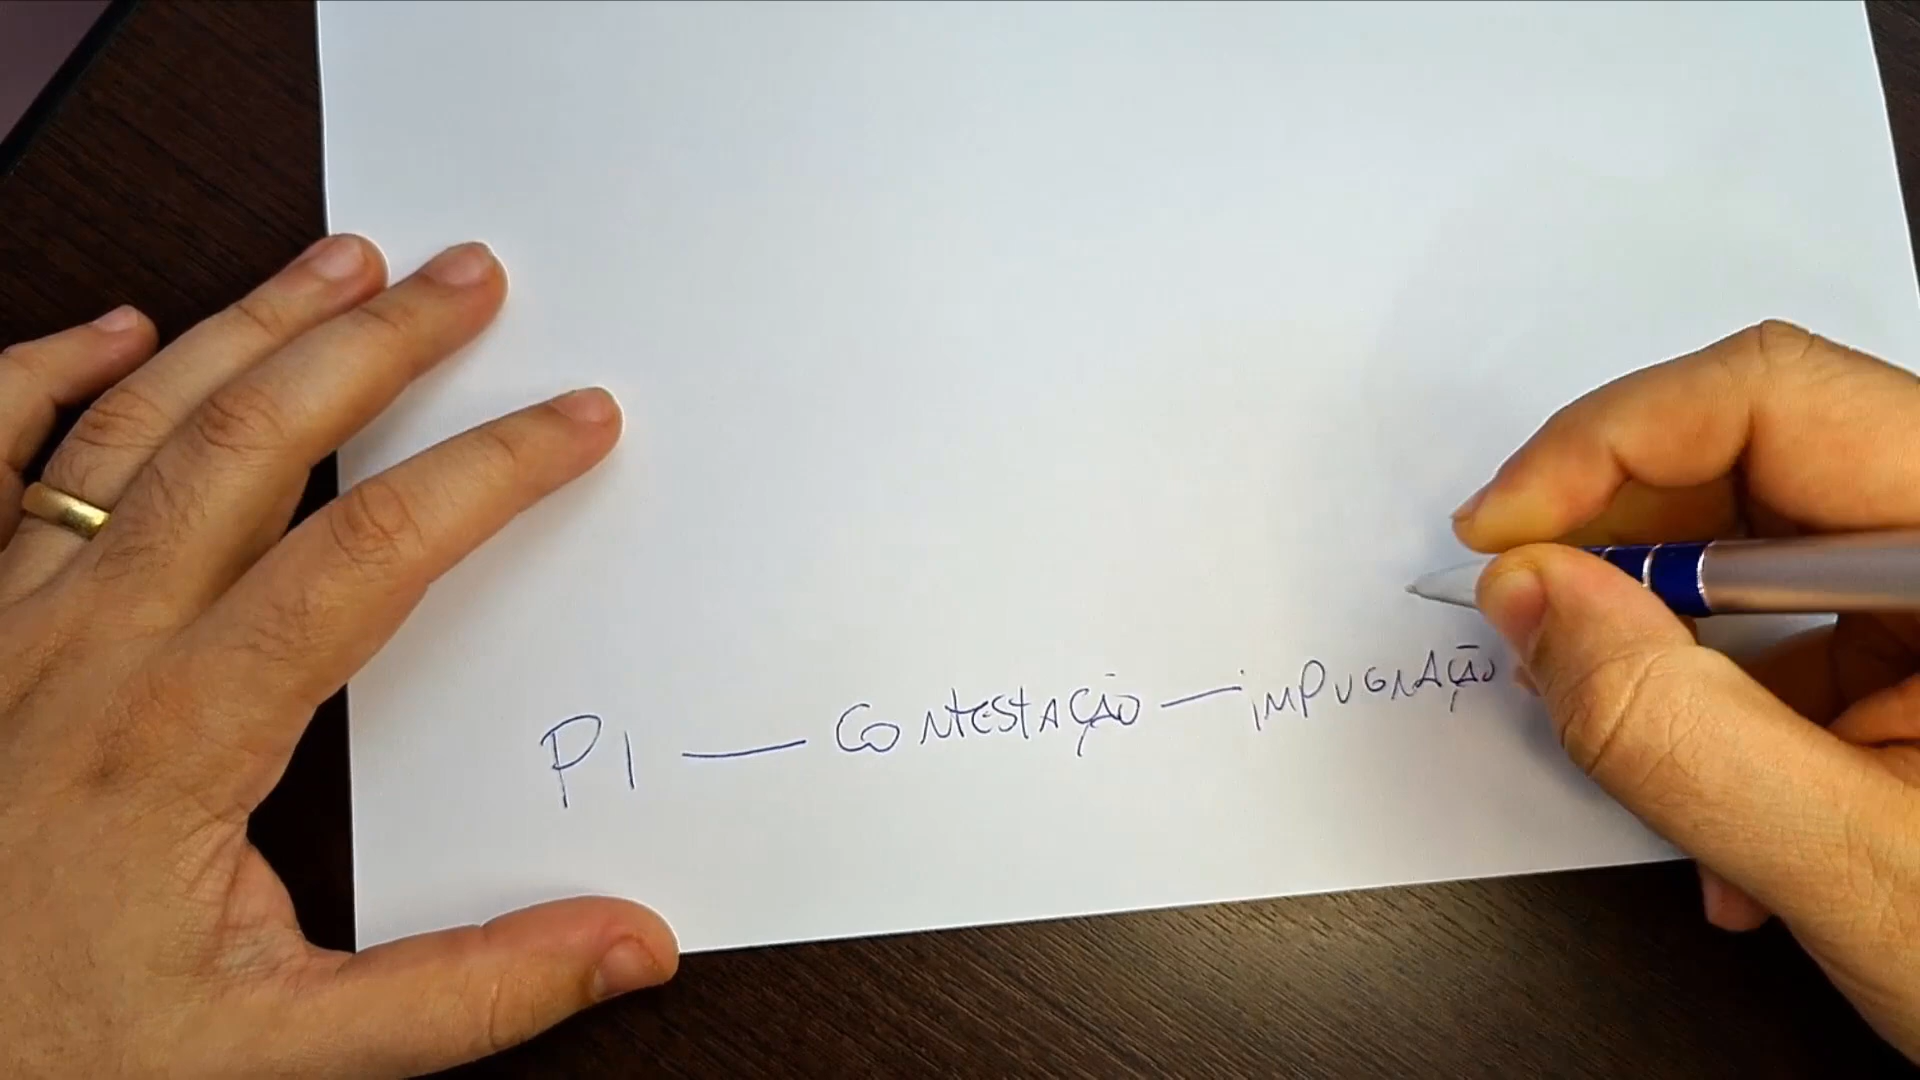 PI — CONTESTAÇÃO — iMPUGNAÇÃO